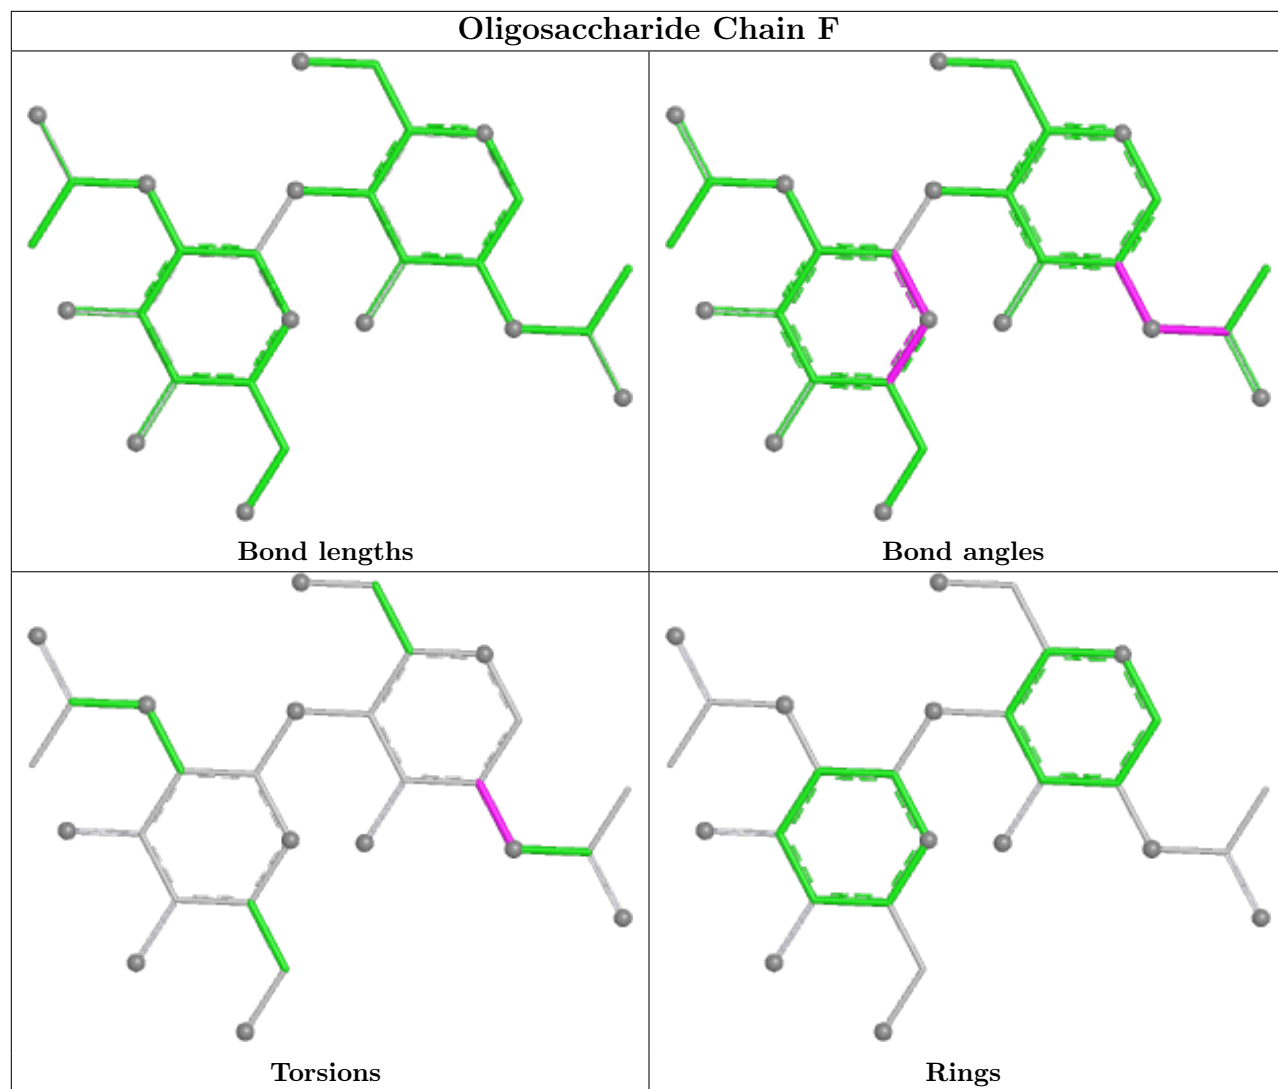 Oligosaccharide Chain F
Bond lengths
Bond angles
Torsions
Rings